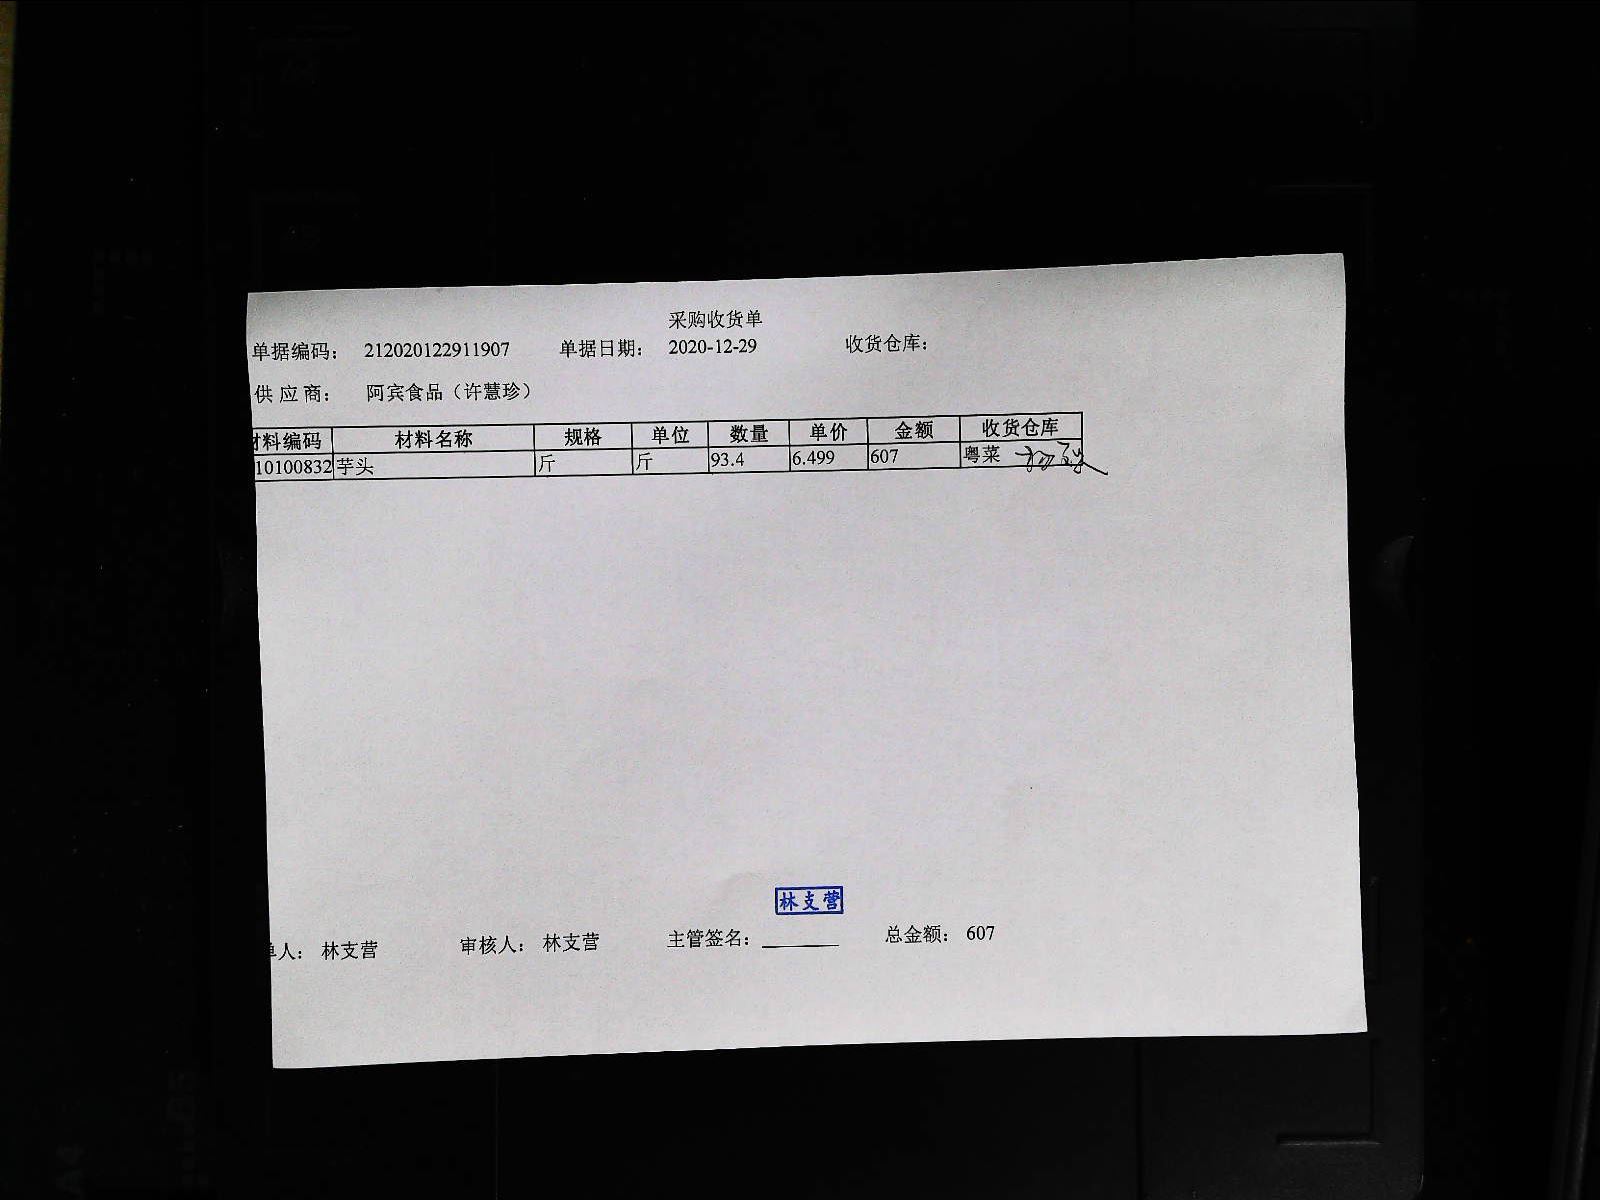 采购收货单
单据编码： 212020122911907 单据日期： 2020-12-29 收货仓库：
供应商： 阿宾食品（许慧珍）
材料编码 材料名称 规格 单位 数量 单价 金额 收货仓库
10100832 芋头 斤 斤 93.4 6.499 607 粤菜
林支营
单人： 林支营 审核人： 林支营 主管签名： 总金额： 607